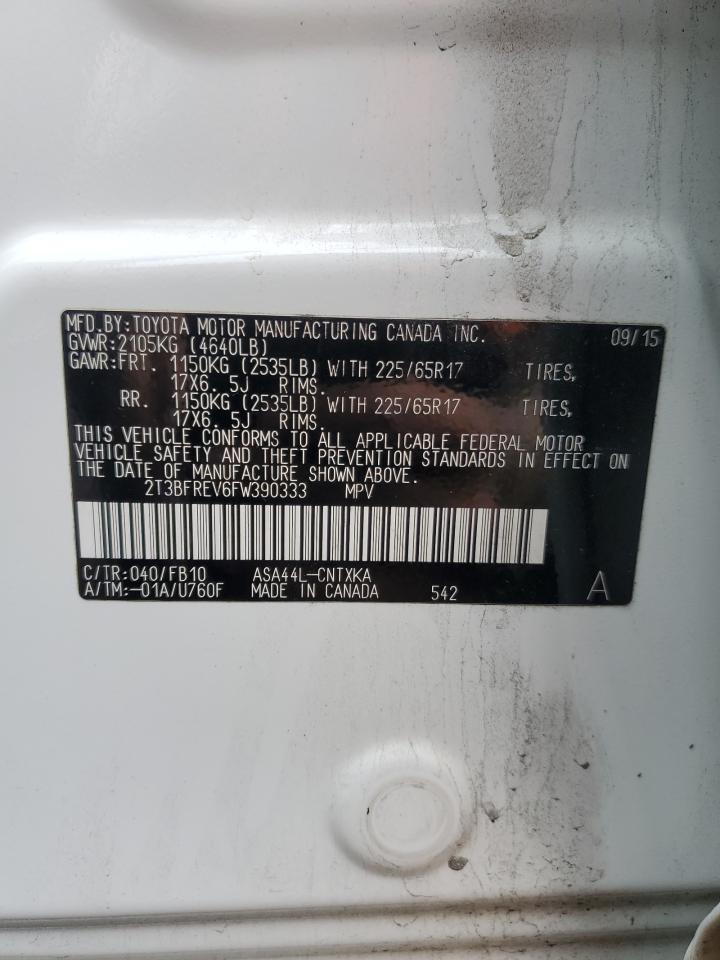 MFD.BY:TOYOTA MOTOR MANUFACTURING CANADA INC. 09/15
GVWR:2105KG (4640LB)
GAWR:FRT. 1150KG (2535LB) WITH 225/65R17 TIRES,
17X6. 5J RIMS.
RR. 1150KG (2535LB) WITH 225/65R17 TIRES,
17X6. 5J RIMS.
THIS VEHICLE CONFORMS TO ALL APPLICABLE FEDERAL MOTOR
VEHICLE SAFETY AND THEFT PREVENTION STANDARDS IN EFFECT ON
THE DATE OF MANUFACTURE SHOWN ABOVE.
2T3BFREV6FW390333 MPV
C/TR:040/FB10 ASA44L-CNTXKA
A/TM:-01A/U760F MADE IN CANADA 542 A